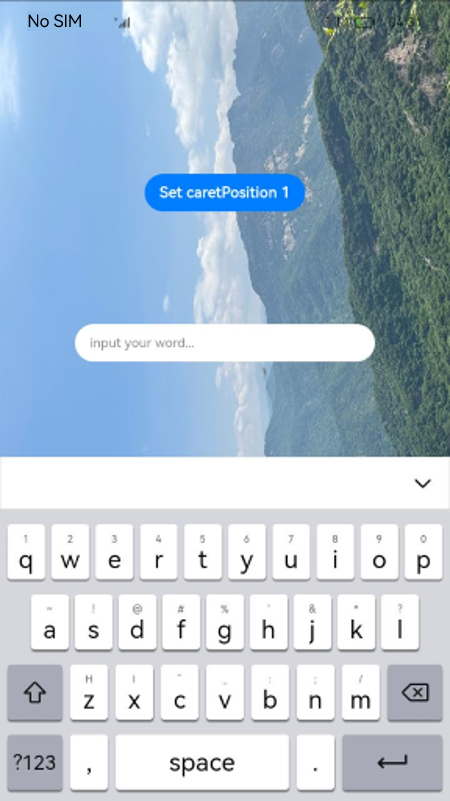 No SIM
Set caretPosition 1
input your word...
1 2 3 4 5 6 7 8 9 0
q w e r t y u i o p
~ ! @ # % ' & * ?
a s d f g h j k l
z x c v b n m
?123 , space .